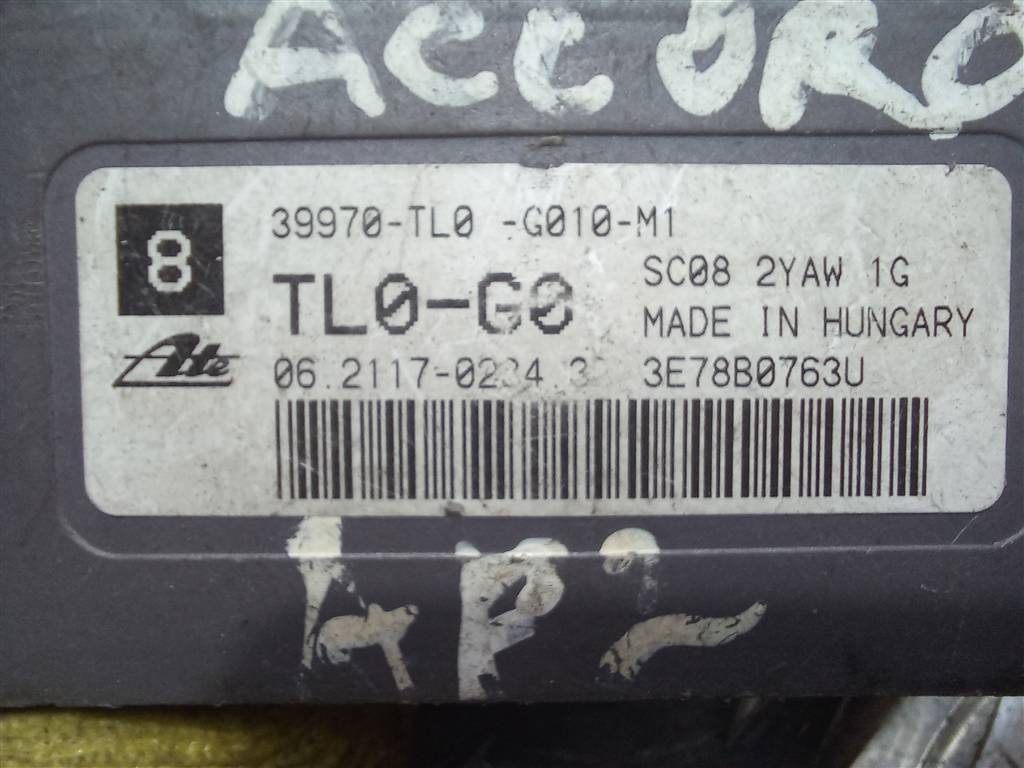 ACCORD
8
39970-TL0 -G010-M1
TL0-G0
SC08 2YAW 1G
MADE IN HUNGARY
Ate
3E78B0763U